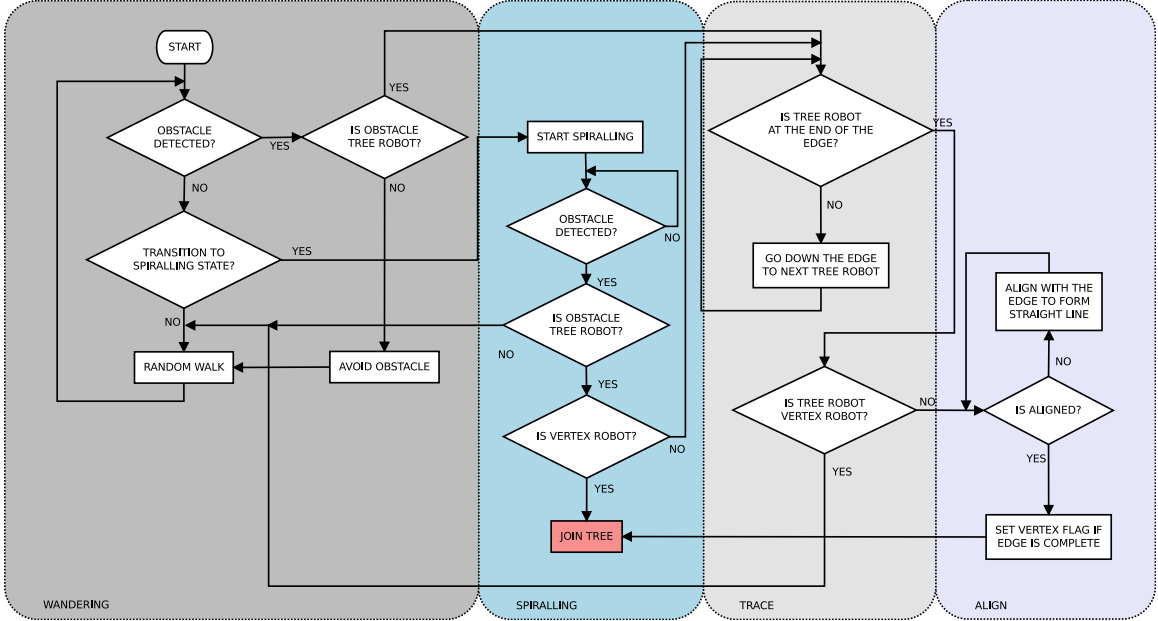 START
OBSTACLE
DETECTED?
YES
NO
IS OBSTACLE
TREE ROBOT?
YES
NO
TRANSITION TO
SPIRALLING STATE?
YES
NO
RANDOM WALK
AVOID OBSTACLE
WANDERING
START SPIRALLING
OBSTACLE
DETECTED?
NO
YES
IS OBSTACLE
TREE ROBOT?
NO
YES
IS VERTEX ROBOT?
NO
YES
JOIN TREE
SPIRALLING
IS TREE ROBOT
AT THE END OF THE
EDGE?
YES
NO
GO DOWN THE EDGE
TO NEXT TREE ROBOT
IS TREE ROBOT
VERTEX ROBOT?
NO
YES
TRACE
ALIGN WITH THE
EDGE TO FORM
STRAIGHT LINE
NO
IS ALIGNED?
YES
SET VERTEX FLAG IF
EDGE IS COMPLETE
ALIGN